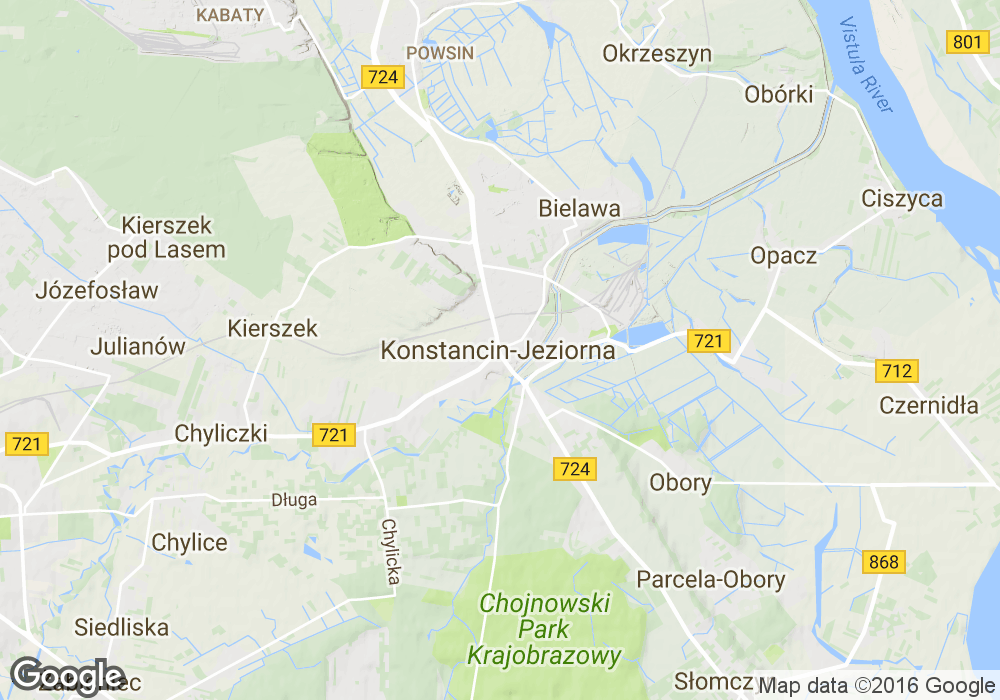 KABATY
POWSIN
Okrzeszyn
801
724
Vistula River
Obórki
Ciszyca
Bielawa
Kierszek
pod Lasem
Opacz
Józefosław
Kierszek
Julianów
Konstancin-Jeziorna
721
712
Czernidła
Chyliczki
721
721
724
Obory
Długa
Chylice
Chylicka
868
Parcela-Obory
Chojnowski
Park
Krajobrazowy
Siedliska
Google
Map data ©2016 Google